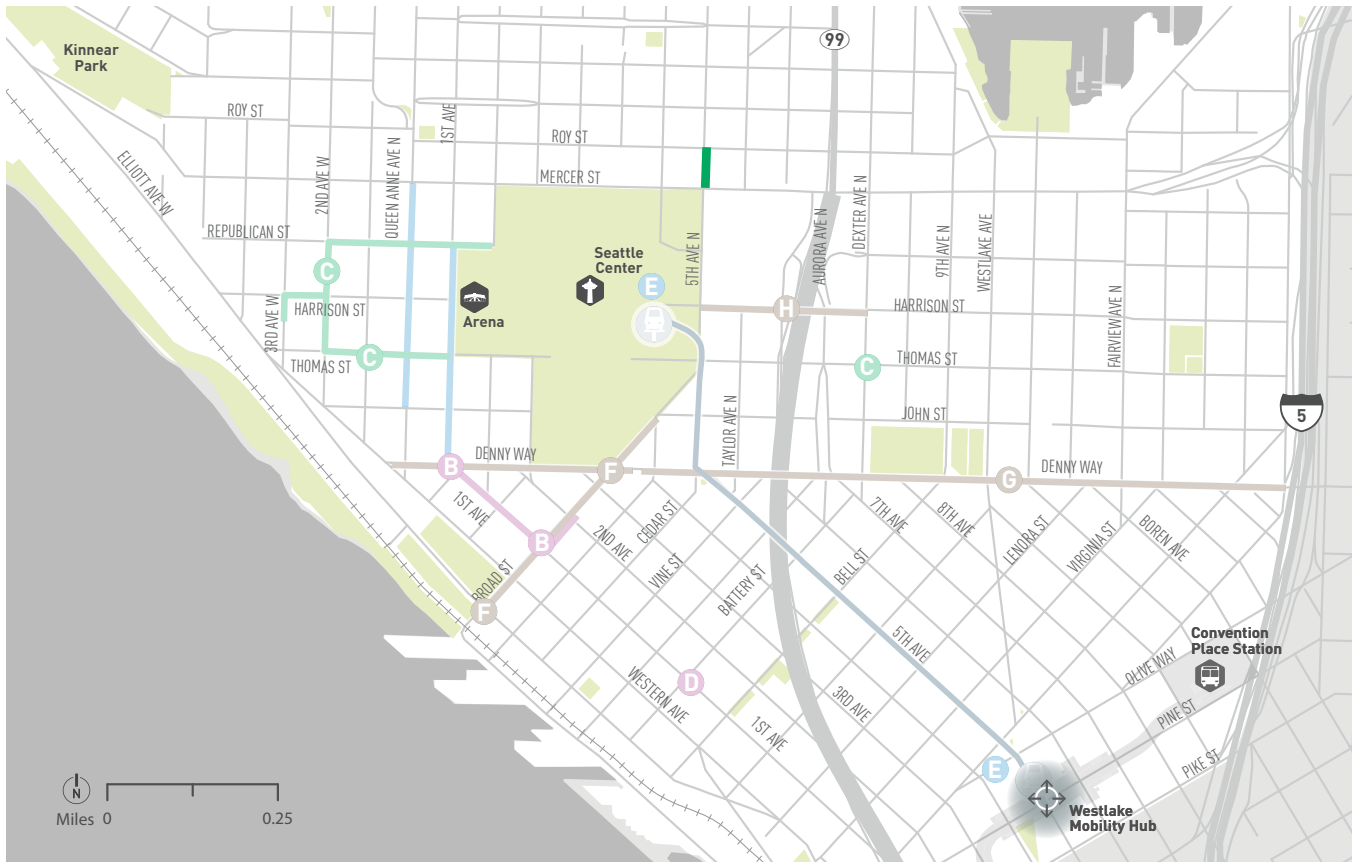 99
Kinnear
Park
ROY ST
1ST AVE
ROY ST
ELLIOTT AVE W
2ND AVE W
QUEEN ANNE AVE N
MERCER ST
DEXTER AVE N
REPUBLICAN ST
5TH AVE N
AURORA AVE N
9TH AVE N
WESTLAKE AVE
Seattle
Center
C
E
3RD AVE W
HARRISON ST
Arena
H
HARRISON ST
FAIRVIEW AVE N
THOMAS ST
C
C
THOMAS ST
5
JOHN ST
TAYLOR AVE N
B
DENNY WAY
F
G
DENNY WAY
1ST AVE
B
2ND AVE
CEDAR ST
7TH AVE
8TH AVE
LENORA ST
VIRGINIA ST
BOREN AVE
BROAD ST
VINE ST
BATTERY ST
BELL ST
F
5TH AVE
Convention
Place Station
OLIVE WAY
D
WESTERN AVE
3RD AVE
1ST AVE
PINE ST
PIKE ST
E
N
Miles 0 0.25
Westlake
Mobility Hub